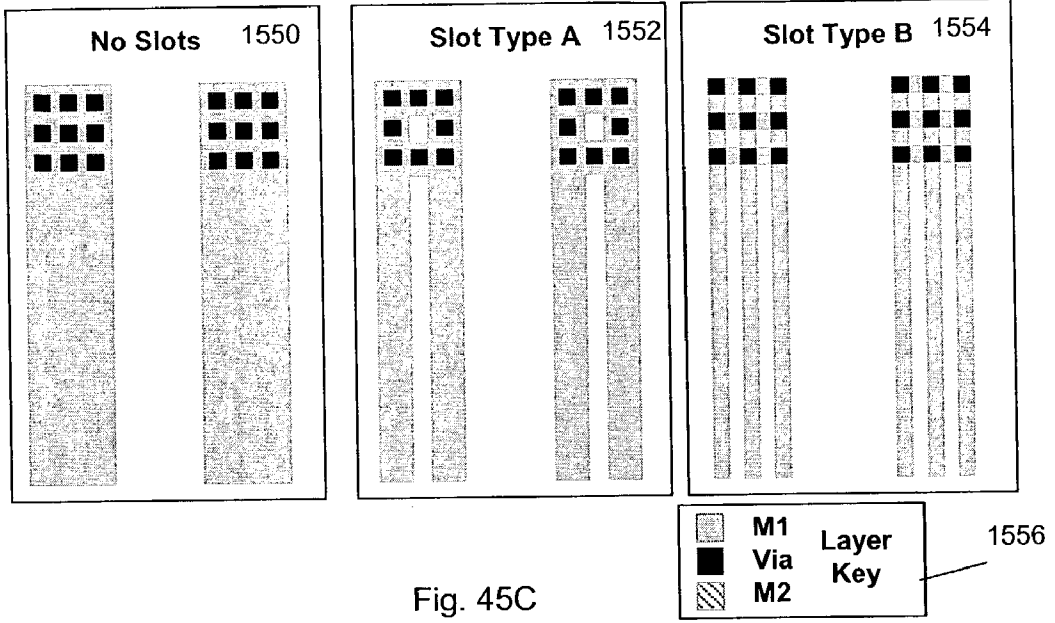 No Slots 1550
Slot Type A 1552
Slot Type B 1554
M1
Via
M2
Layer
Key
1556
Fig. 45C